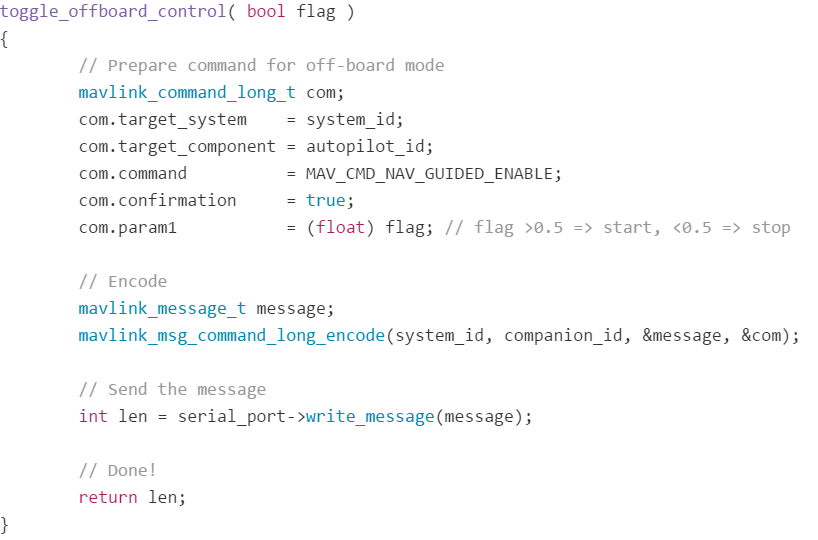 toggle_offboard_control( bool flag )
{
        // Prepare command for off-board mode
        mavlink_command_long_t com;
        com.target_system    = system_id;
        com.target_component = autopilot_id;
        com.command          = MAV_CMD_NAV_GUIDED_ENABLE;
        com.confirmation     = true;
        com.param1           = (float) flag; // flag >0.5 => start, <0.5 => stop

        // Encode
        mavlink_message_t message;
        mavlink_msg_command_long_encode(system_id, companion_id, &message, &com);

        // Send the message
        int len = serial_port->write_message(message);

        // Done!
        return len;
}